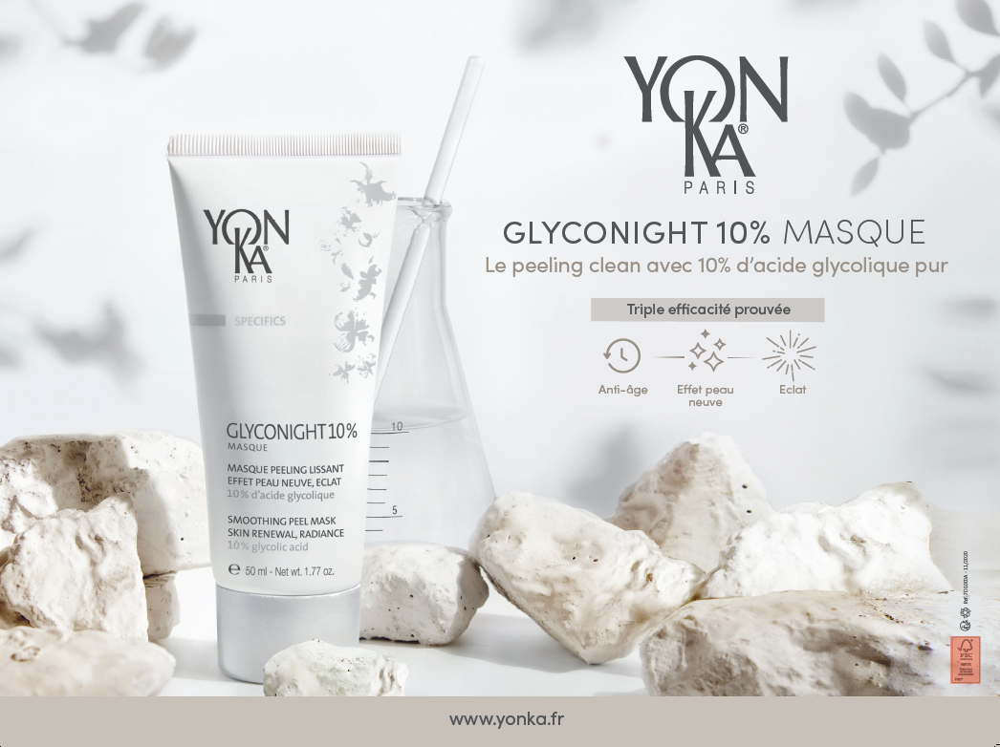 YON
KA®
PARIS
GLYCONIGHT 10% MASQUE
Le peeling clean avec 10% d'acide glycolique pur
Triple efficacité prouvée
Anti-âge
Effet peau
neuve
Eclat
YON
KA®
PARIS
SPECIFICS
GLYCONIGHT 10%
MASQUE
MASQUE PEELING LISSANT
EFFET PEAU NEUVE, ECLAT
10% d'acide glycolique
SMOOTHING PEEL MASK
SKIN RENEWAL, RADIANCE
10% glycolic acid
℮ 50 ml - Net wt. 1.77 oz.
10
5
FSC
www.yonka.fr